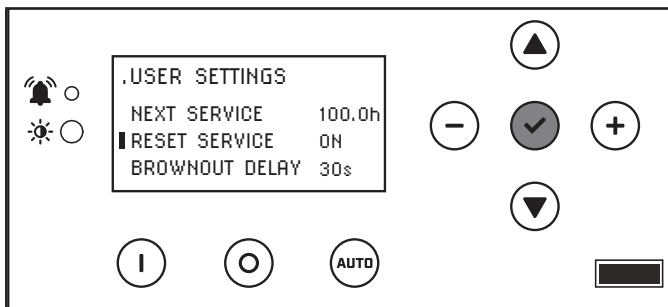 .USER SETTINGS
NEXT SERVICE 100.0h
RESET SERVICE ON
BROWNOUT DELAY 30s
AUTO